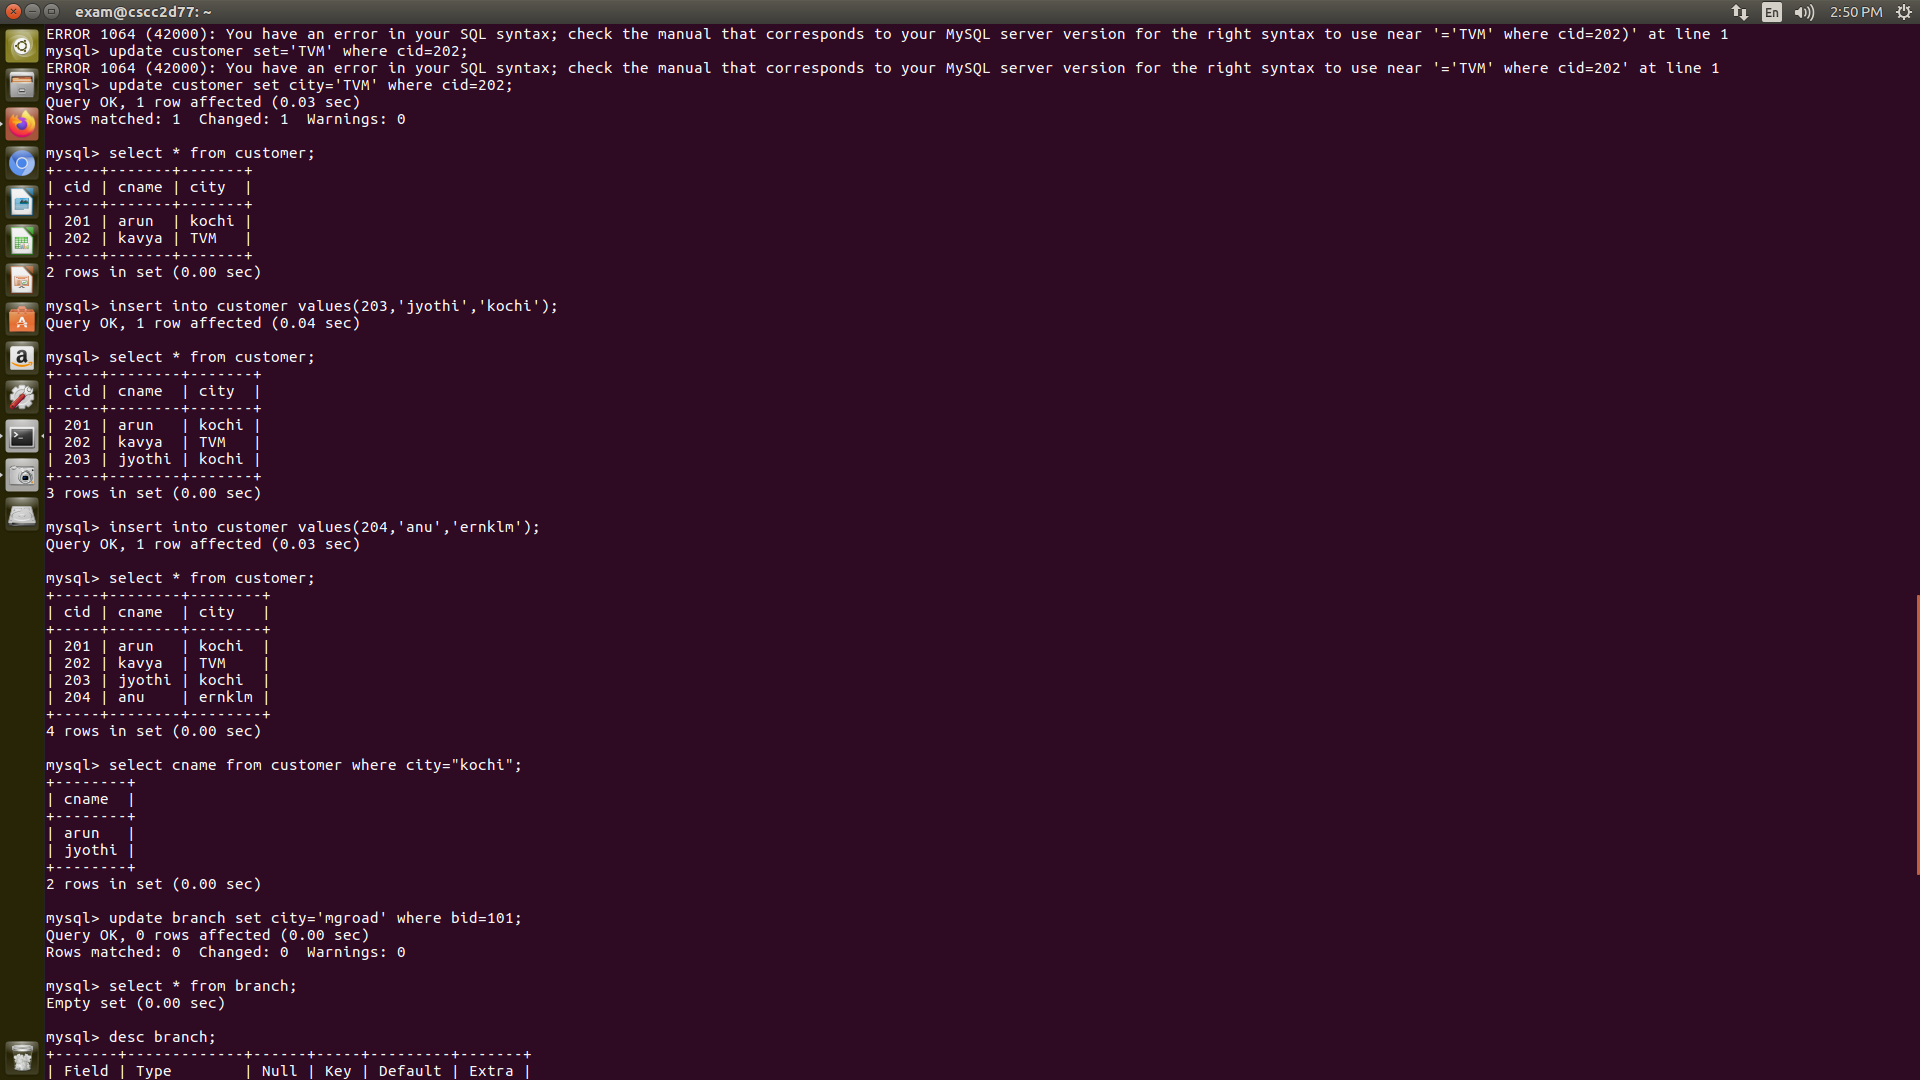 exam@cscc2d77: ~
En
2:50 PM
ERROR 1064 (42000): You have an error in your SQL syntax; check the manual that corresponds to your MySQL server version for the right syntax to use near '='TVM' where cid=202)' at line 1
mysql> update customer set='TVM' where cid=202;
ERROR 1064 (42000): You have an error in your SQL syntax; check the manual that corresponds to your MySQL server version for the right syntax to use near '='TVM' where cid=202' at line 1
mysql> update customer set city='TVM' where cid=202;
Query OK, 1 row affected (0.03 sec)
Rows matched: 1  Changed: 1  Warnings: 0
mysql> select * from customer;
+-----+-------+-------+
| cid | cname | city  |
+-----+-------+-------+
| 201 | arun  | kochi |
| 202 | kavya | TVM   |
+-----+-------+-------+
2 rows in set (0.00 sec)
mysql> insert into customer values(203,'jyothi','kochi');
Query OK, 1 row affected (0.04 sec)
mysql> select * from customer;
+-----+--------+-------+
| cid | cname  | city  |
+-----+--------+-------+
| 201 | arun   | kochi |
| 202 | kavya  | TVM   |
| 203 | jyothi | kochi |
+-----+--------+-------+
3 rows in set (0.00 sec)
mysql> insert into customer values(204,'anu','ernklm');
Query OK, 1 row affected (0.03 sec)
mysql> select * from customer;
+-----+--------+--------+
| cid | cname  | city   |
+-----+--------+--------+
| 201 | arun   | kochi  |
| 202 | kavya  | TVM    |
| 203 | jyothi | kochi  |
| 204 | anu    | ernklm |
+-----+--------+--------+
4 rows in set (0.00 sec)
mysql> select cname from customer where city="kochi";
+--------+
| cname  |
+--------+
| arun   |
| jyothi |
+--------+
2 rows in set (0.00 sec)
mysql> update branch set city='mgroad' where bid=101;
Query OK, 0 rows affected (0.00 sec)
Rows matched: 0  Changed: 0  Warnings: 0
mysql> select * from branch;
Empty set (0.00 sec)
mysql> desc branch;
+-------+-------------+------+-----+---------+-------+
| Field | Type        | Null | Key | Default | Extra |